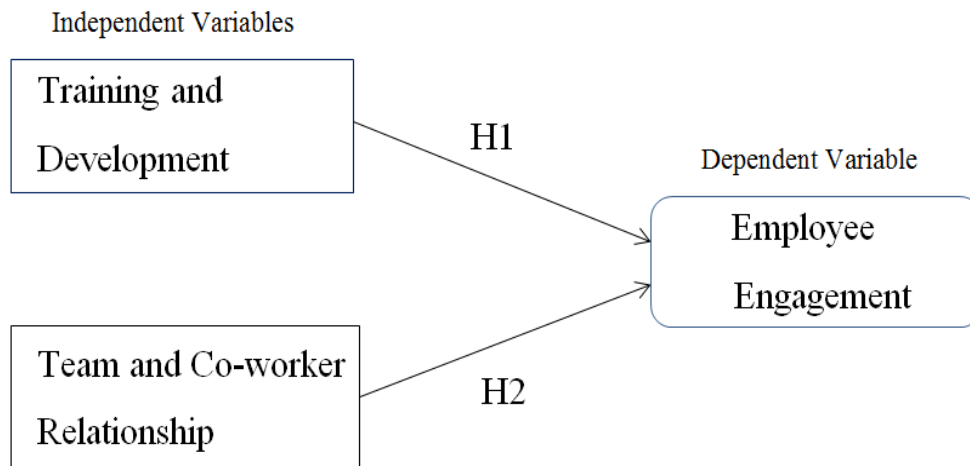 Independent Variables
Training and
Development
H1
Dependent Variable
Employee
Engagement
Team and Co-worker
Relationship
H2